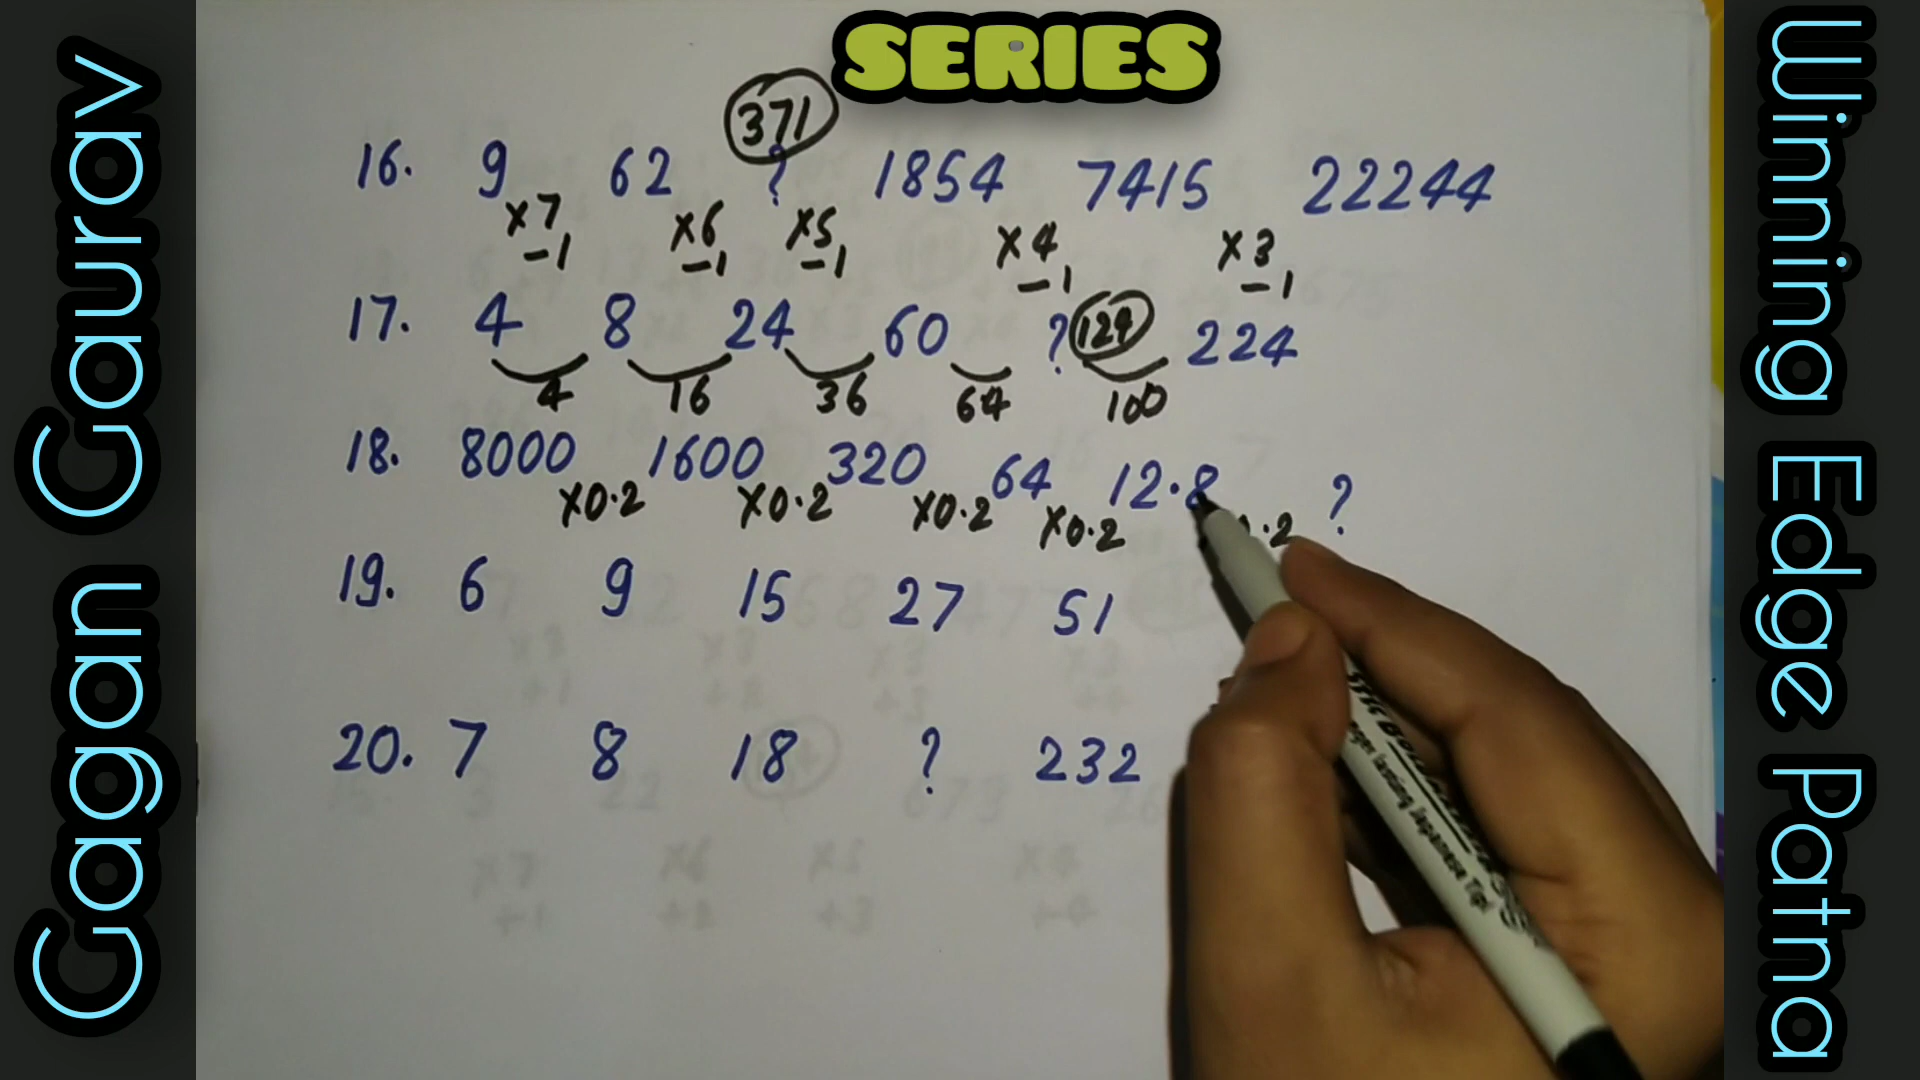 SERIES
Gagan Gaurav
Winning Edge Patna
371
16. 9 62 ? 1854 7415 22244
×7 ×6 ×5 ×4 ×3
-1 -1 -1 -1 -1
17. 4 8 24 60 ? 124 224
4 16 36 64 100
18. 8000 1600 320 64 12.8 ?
×0.2 ×0.2 ×0.2 ×0.2 .2
19. 6 9 15 27 51
20. 7 8 18 ? 232